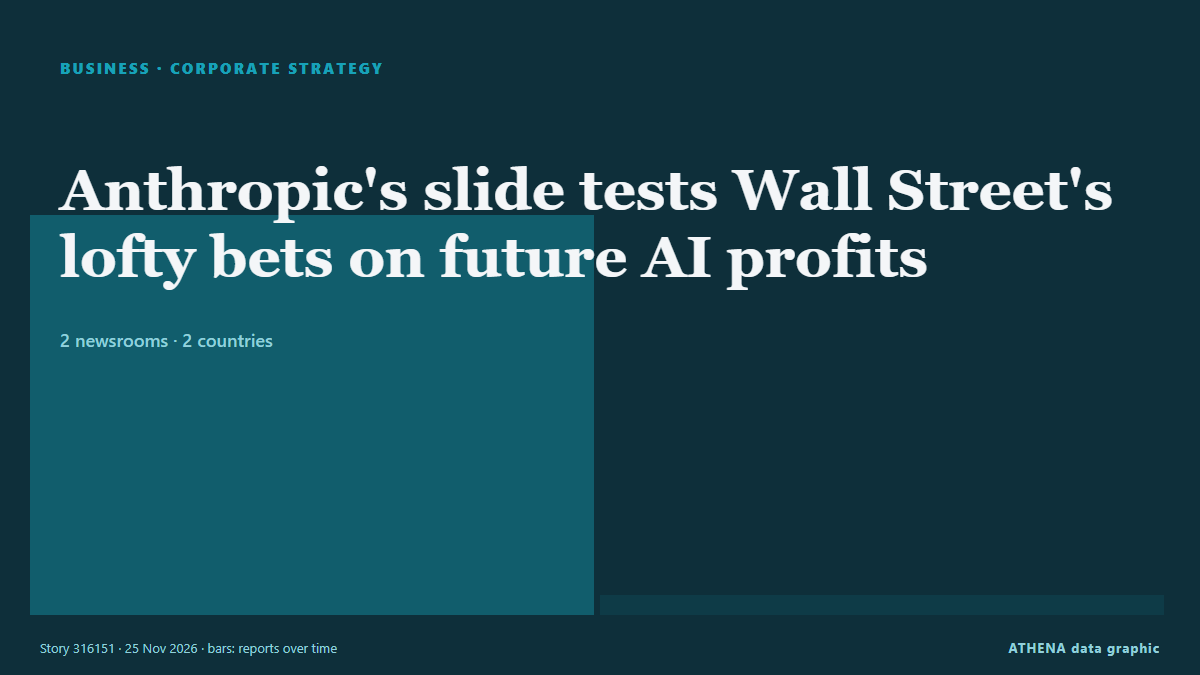 BUSINESS · CORPORATE STRATEGY
Anthropic's slide tests Wall Street's
lofty bets on future AI profits
2 newsrooms · 2 countries
Story 316151 · 25 Nov 2026 · bars: reports over time
ATHENA data graphic